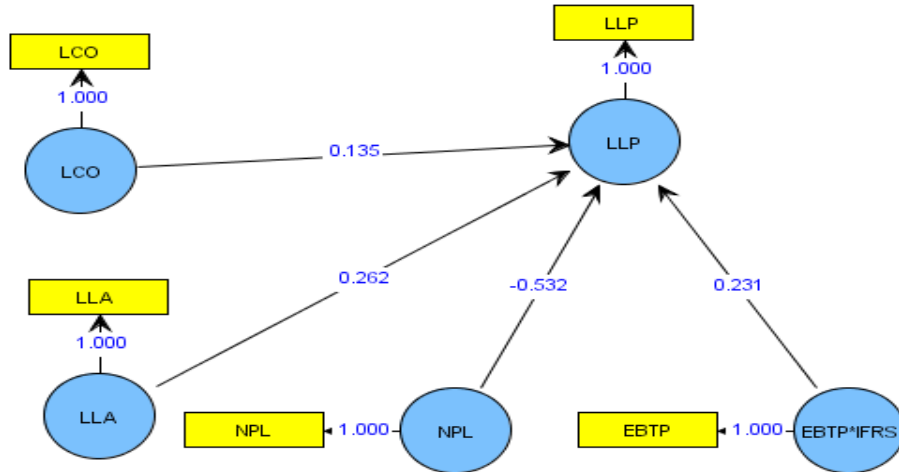 LLP
LCO
1.000
1.000
LLP
0.135
LCO
0.262
-0.532
0.231
LLA
1.000
LLA
NPL
1.000
NPL
EBTP
1.000
EBTP*IFRS